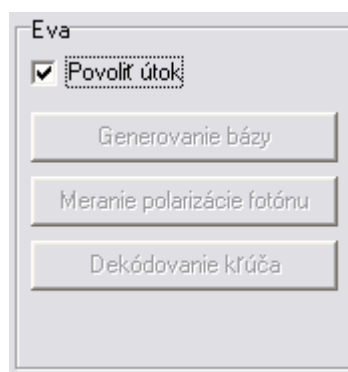 Eva
Povoliť útok
Generovanie bázy
Meranie polarizácie fotónu
Dekódovanie kľúča